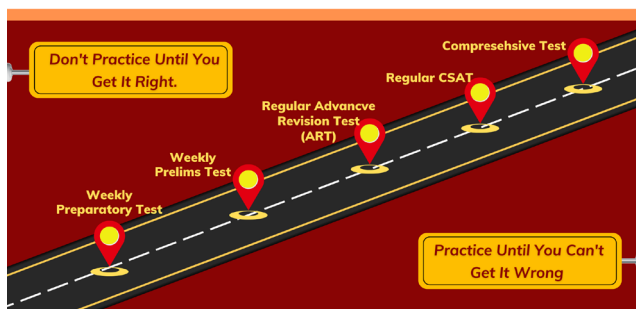 Don't Practice Until You
Get It Right.
Compresehsive Test
Regular CSAT
Regular Advancve
Revision Test
(ART)
Weekly
Prelims Test
Weekly
Preparatory Test
Practice Until You Can't
Get It Wrong